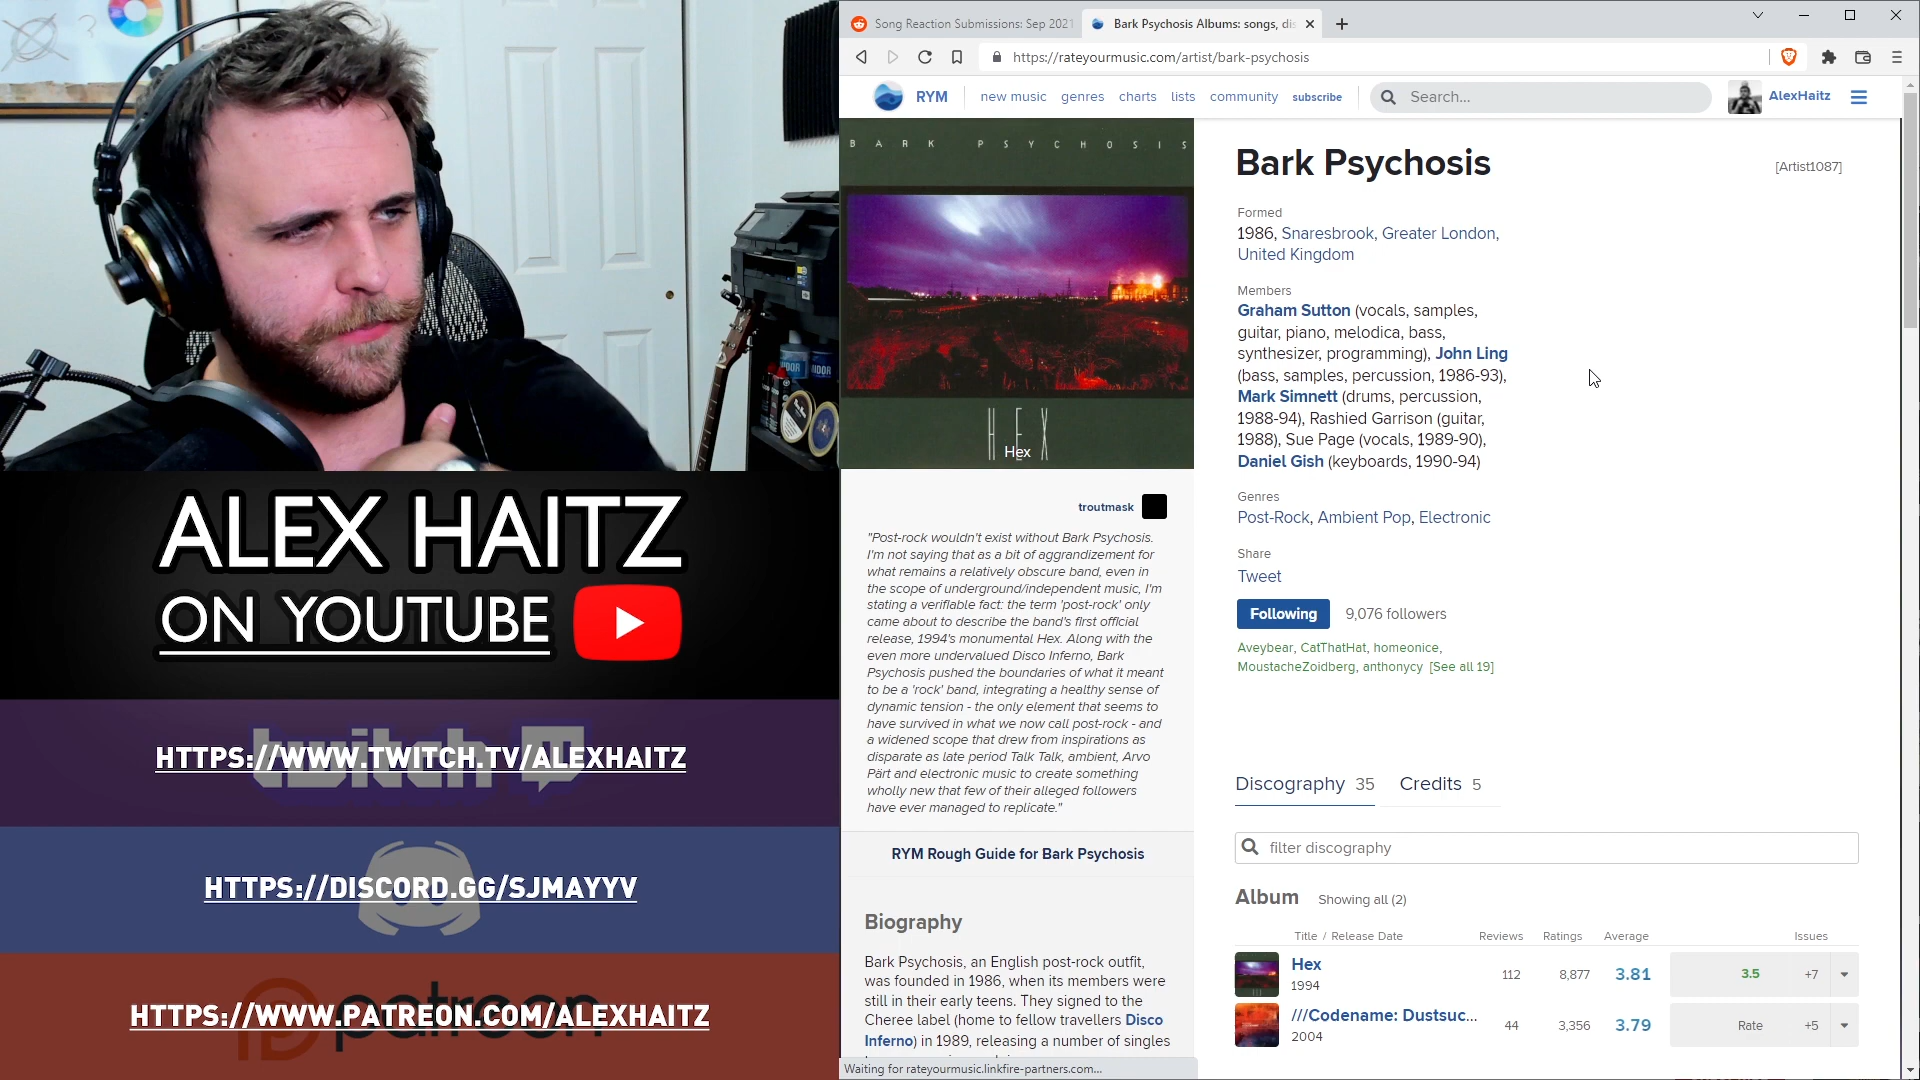 Song Reaction Submissions: Sep 2021
Bark Psychosis Albums: songs, dis
https://rateyourmusic.com/artist/bark-psychosis
RYM
new music
genres
charts
lists
community
subscribe
Search...
AlexHaitz
BARK PSYCHOSIS
HEX
Hex
Bark Psychosis
[Artist1087]
Formed
1986, Snaresbrook, Greater London,
United Kingdom
Members
Graham Sutton (vocals, samples,
guitar, piano, melodica, bass,
synthesizer, programming), John Ling
(bass, samples, percussion, 1986-93),
Mark Simnett (drums, percussion,
1988-94), Rashied Garrison (guitar,
1988), Sue Page (vocals, 1989-90),
Daniel Gish (keyboards, 1990-94)
Genres
Post-Rock, Ambient Pop, Electronic
Share
Tweet
Following
9,076 followers
Aveybear, CatThatHat, homeonice,
MoustacheZoidberg, anthonycy [See all 19]
Discography 35
Credits 5
filter discography
Album
Showing all (2)
Title / Release Date
Reviews
Ratings
Average
Issues
Hex
1994
112
8,877
3.81
3.5
+7
///Codename: Dustsuc...
2004
44
3,356
3.79
Rate
+5
troutmask
"Post-rock wouldn't exist without Bark Psychosis.
I'm not saying that as a bit of aggrandizement for
what remains a relatively obscure band, even in
the scope of underground/independent music, I'm
stating a verifiable fact: the term 'post-rock' only
came about to describe the band's first official
release, 1994's monumental Hex. Along with the
even more undervalued Disco Inferno, Bark
Psychosis pushed the boundaries of what it meant
to be a 'rock' band, integrating a healthy sense of
dynamic tension - the only element that seems to
have survived in what we now call post-rock - and
a widened scope that drew from inspirations as
disparate as late period Talk Talk, ambient, Arvo
Pärt and electronic music to create something
wholly new that few of their alleged followers
have ever managed to replicate."
RYM Rough Guide for Bark Psychosis
Biography
Bark Psychosis, an English post-rock outfit,
was founded in 1986, when its members were
still in their early teens. They signed to the
Cheree label (home to fellow travellers Disco
Inferno) in 1989, releasing a number of singles
Waiting for rateyourmusic.linkfire-partners.com...
ALEX HAITZ
ON YOUTUBE
twitch
HTTPS://WWW.TWITCH.TV/ALEXHAITZ
HTTPS://DISCORD.GG/SJMAYYV
patreon
HTTPS://WWW.PATREON.COM/ALEXHAITZ